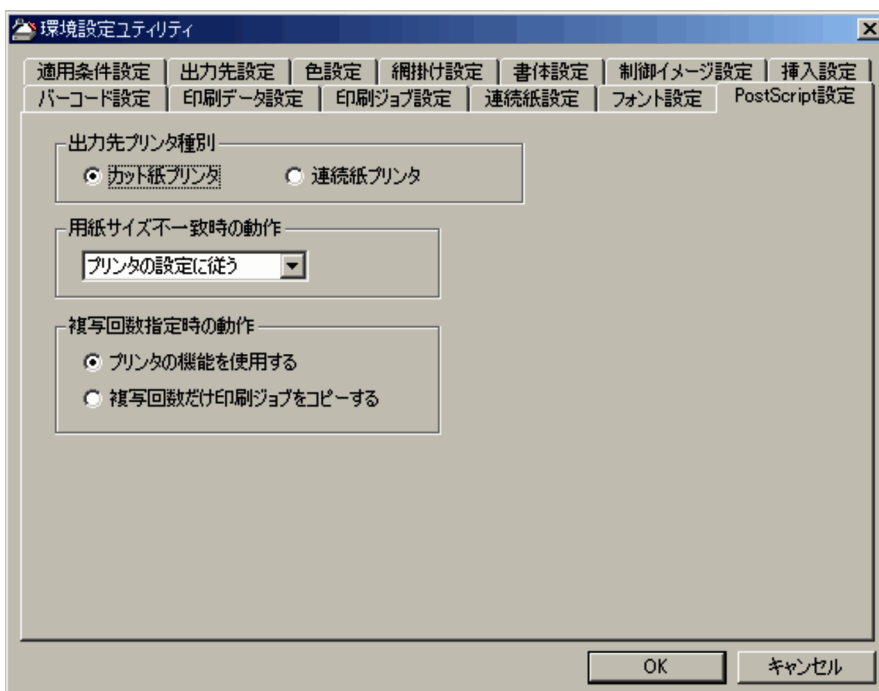 環境設定ユティリティ
適用条件設定 出力先設定 色設定 網掛け設定 書体設定 制御イメージ設定 挿入設定
バーコード設定 印刷データ設定 印刷ジョブ設定 連続紙設定 フォント設定 PostScript設定
出力先プリンタ種別
カット紙プリンタ 連続紙プリンタ
用紙サイズ不一致時の動作
プリンタの設定に従う
複写回数指定時の動作
プリンタの機能を使用する
複写回数だけ印刷ジョブをコピーする
OK キャンセル